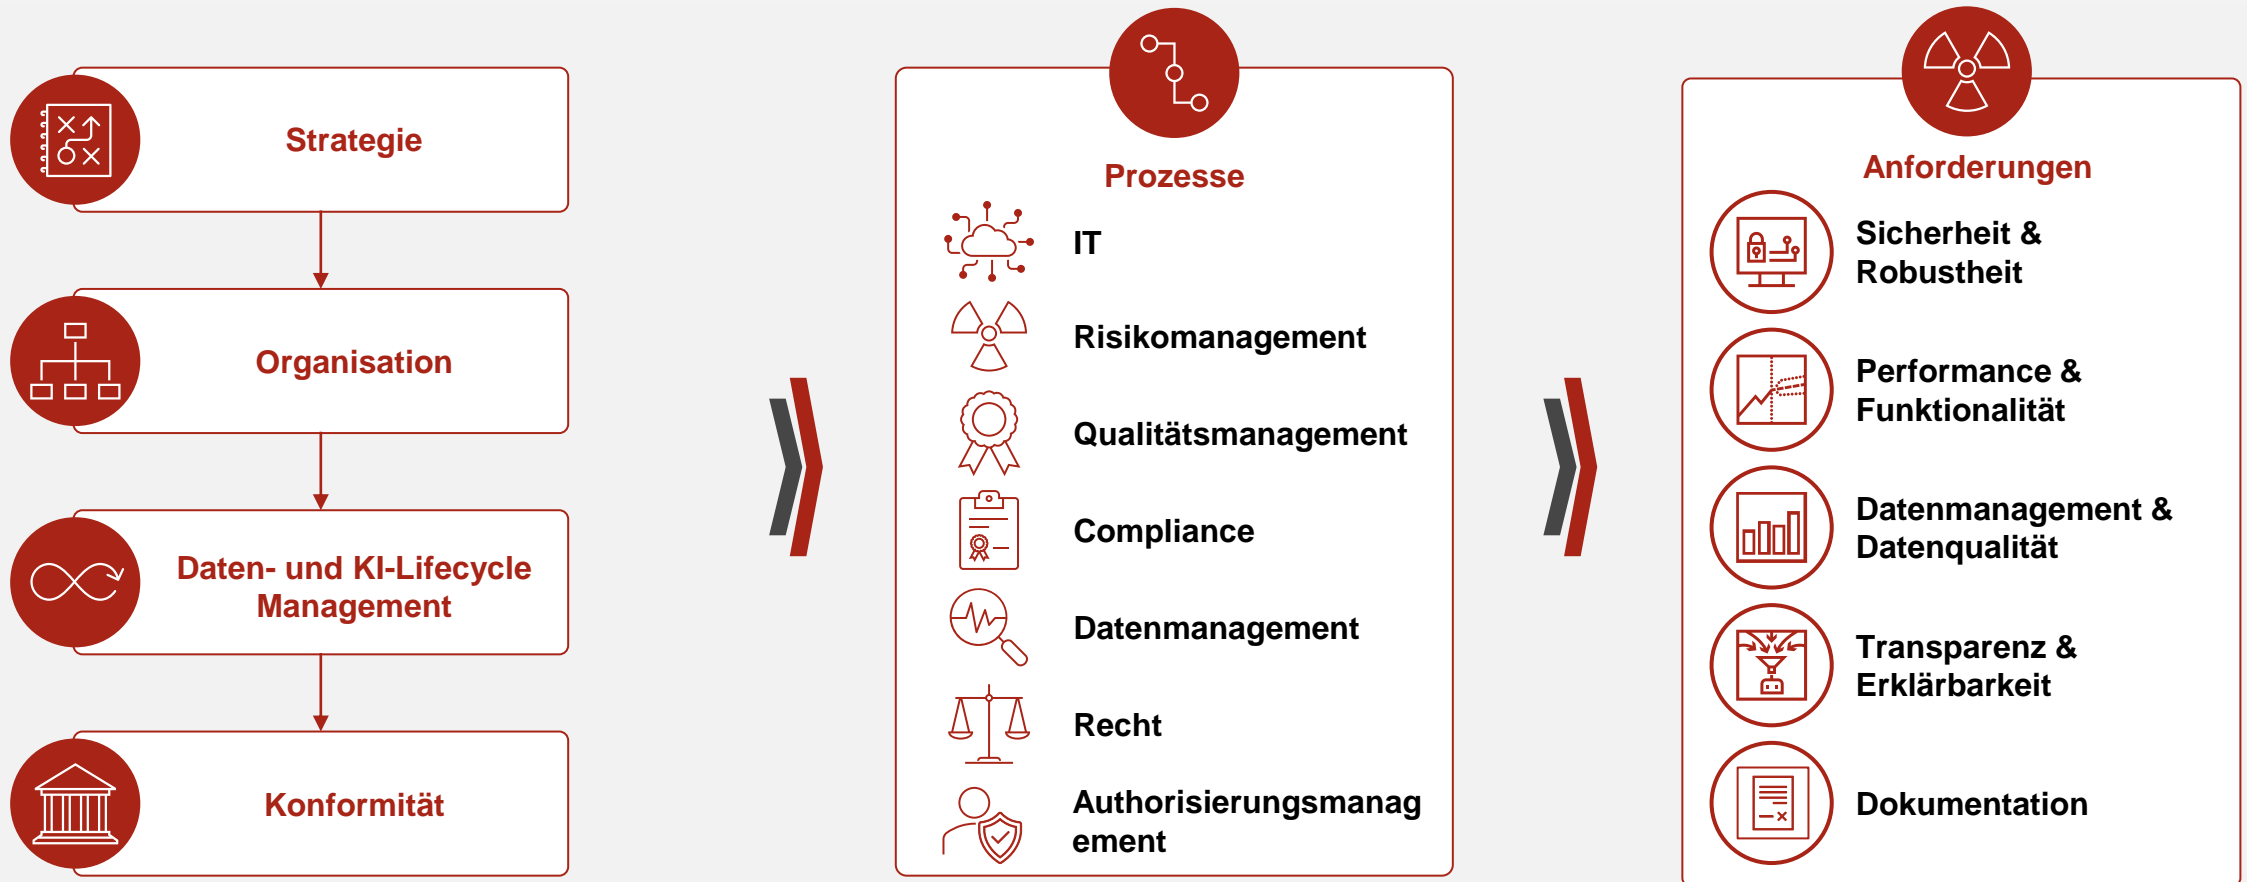 Strategie
Organisation
Daten- und KI-Lifecycle
Management
Konformität
Prozesse
IT
Risikomanagement
Qualitätsmanagement
Compliance
Datenmanagement
Recht
Authorisierungsmanag
ement
Anforderungen
Sicherheit &
Robustheit
Performance &
Funktionalität
Datenmanagement &
Datenqualität
Transparenz &
Erklärbarkeit
Dokumentation